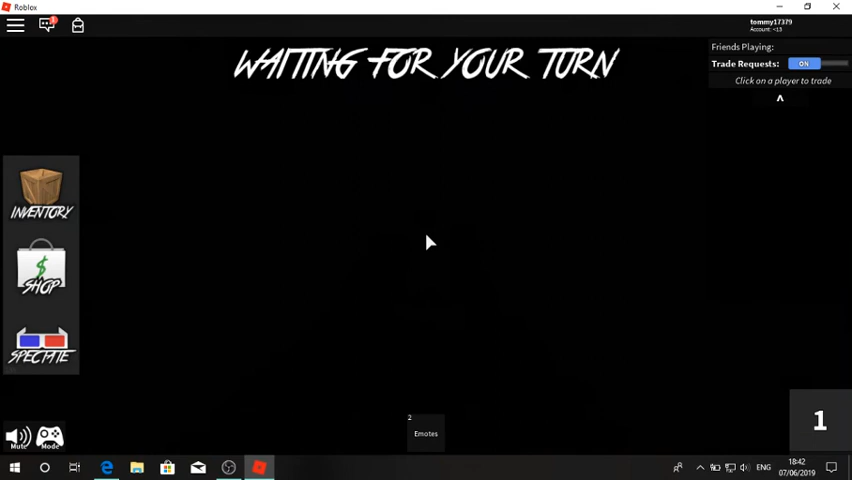 Roblox
tommy17379
Account: <13
WAITING FOR YOUR TURN
Friends Playing:
Trade Requests: ON
Click on a player to trade
^
INVENTORY
$
SHOP
SPECTATE
2
Emotes
1
Mute
Mode
ENG
18:42
07/06/2019